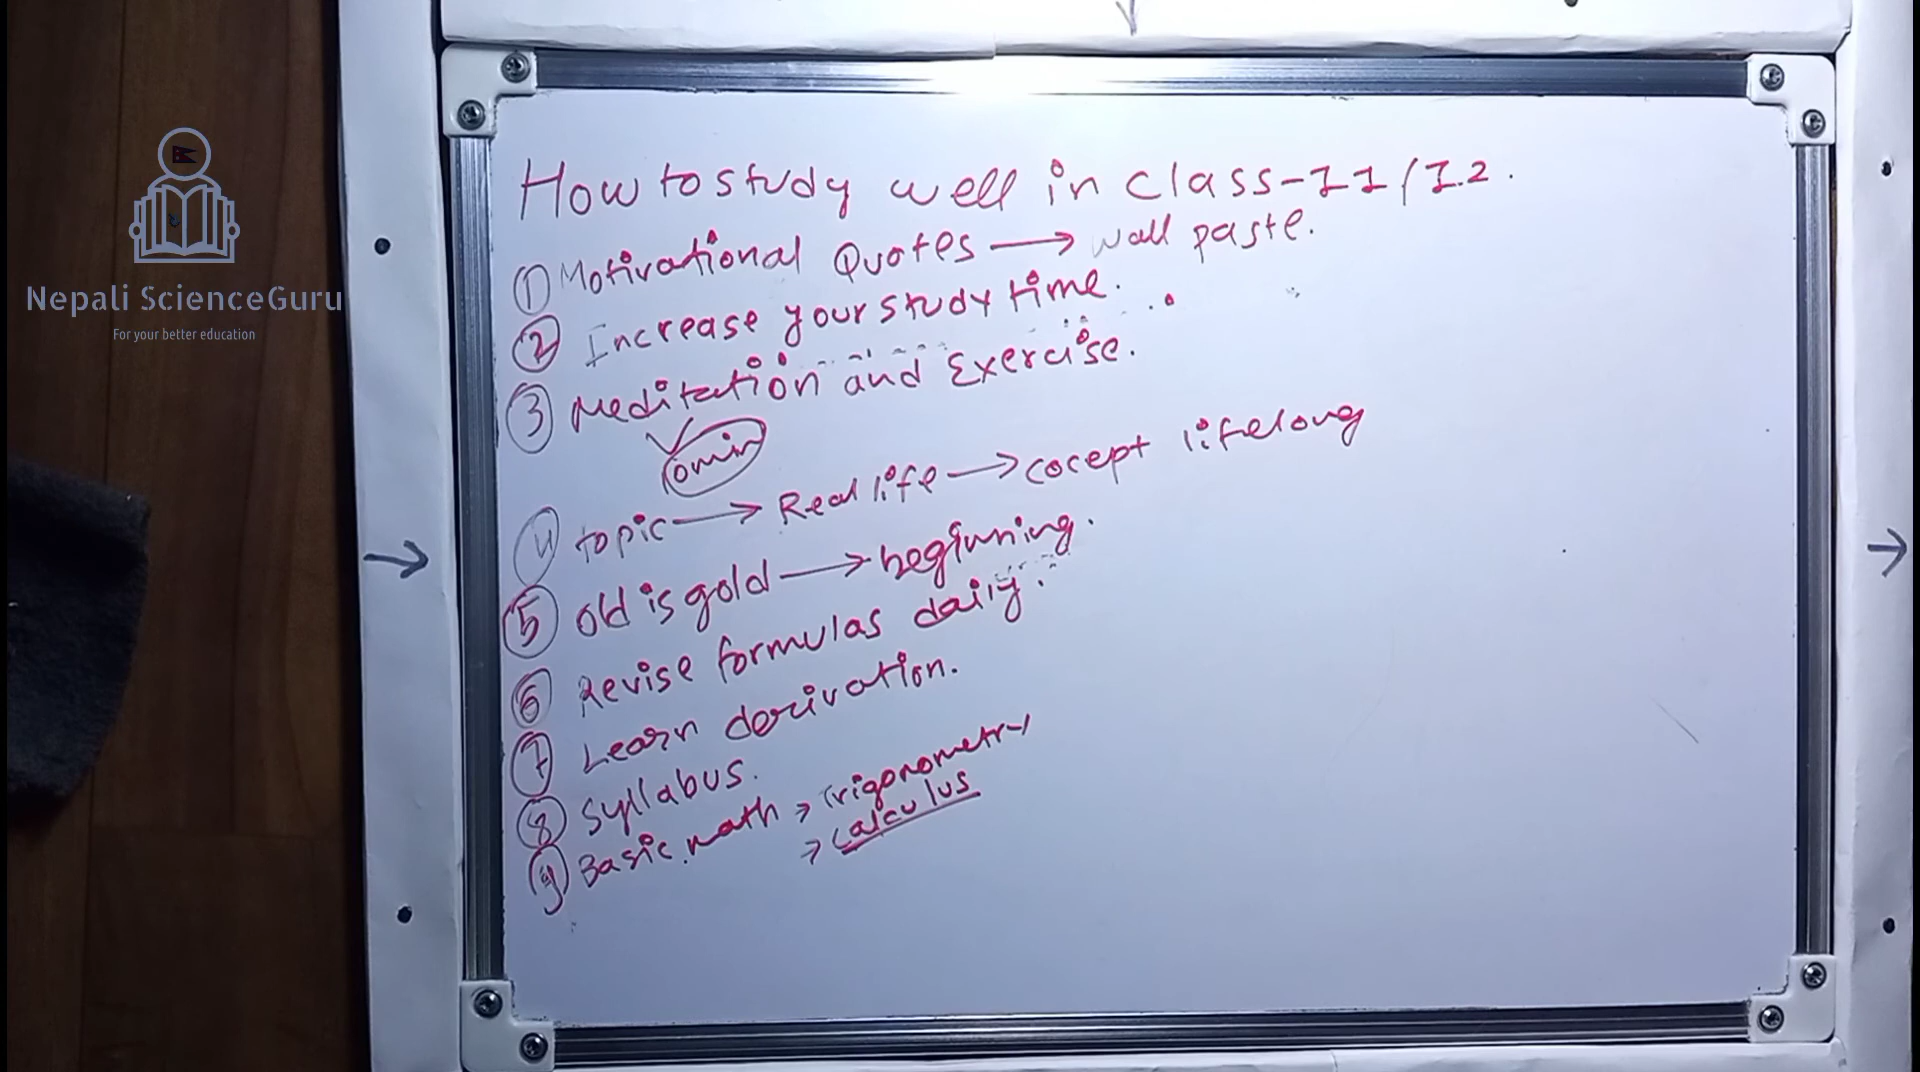 Nepali ScienceGuru
For your better education
How to study well in class-11/12.
① Motivational Quotes → wall paste.
② Increase your study time.
③ Meditation and Exercise.
10min
④ topic → Real life → cocept lifelong
⑤ Old is gold → beginning.
⑥ Revise formulas daily.
⑦ Learn derivation.
⑧ Syllabus.
⑨ Basic math → trigonometry
→ calculus